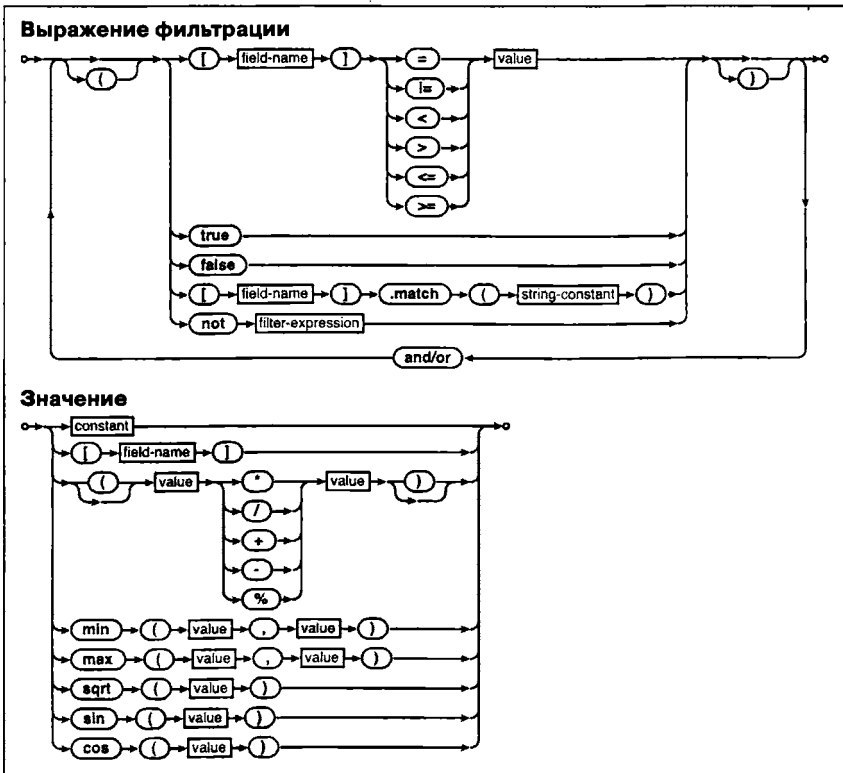 Выражение фильтрации
[ field-name ] = value
( != )
<
>
<=
>=
true
false
[ field-name ] .match ( string-constant )
not filter-expression
and/or
Значение
constant
[ field-name ]
( value * value )
/
+
-
%
min ( value , value )
max ( value , value )
sqrt ( value )
sin ( value )
cos ( value )